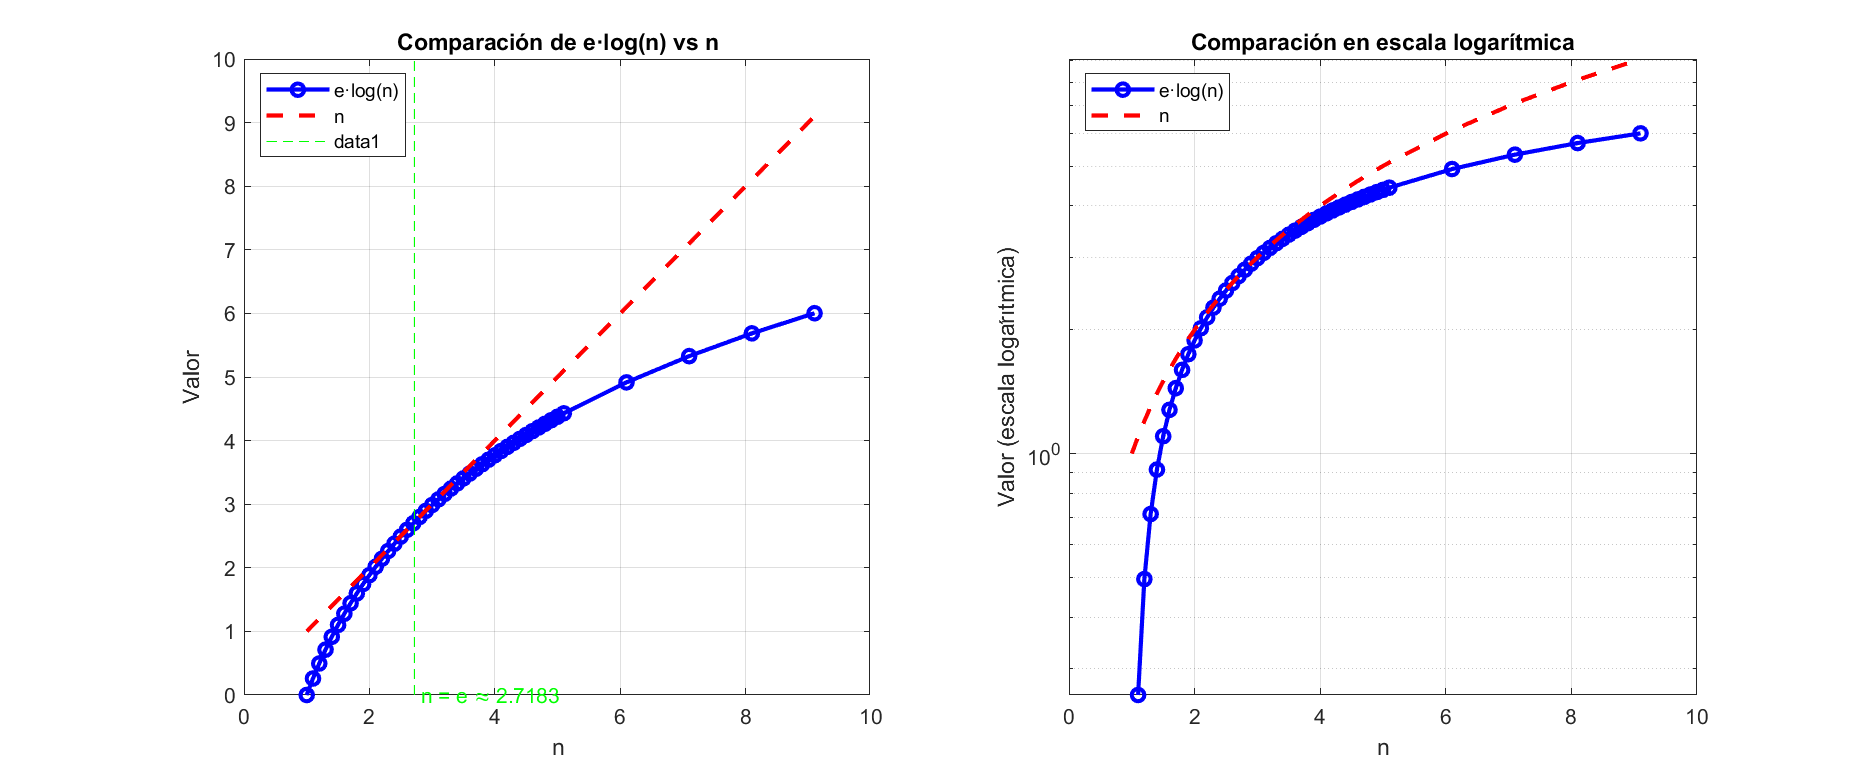 Comparación de e·log(n) vs n
e·log(n)
n
data1
10
9
8
7
6
5
4
3
2
1
0
Valor
n = e ≈ 2.7183
0 2 4 6 8 10
n
Comparación en escala logarítmica
e·log(n)
n
10^0
Valor (escala logarítmica)
0 2 4 6 8 10
n